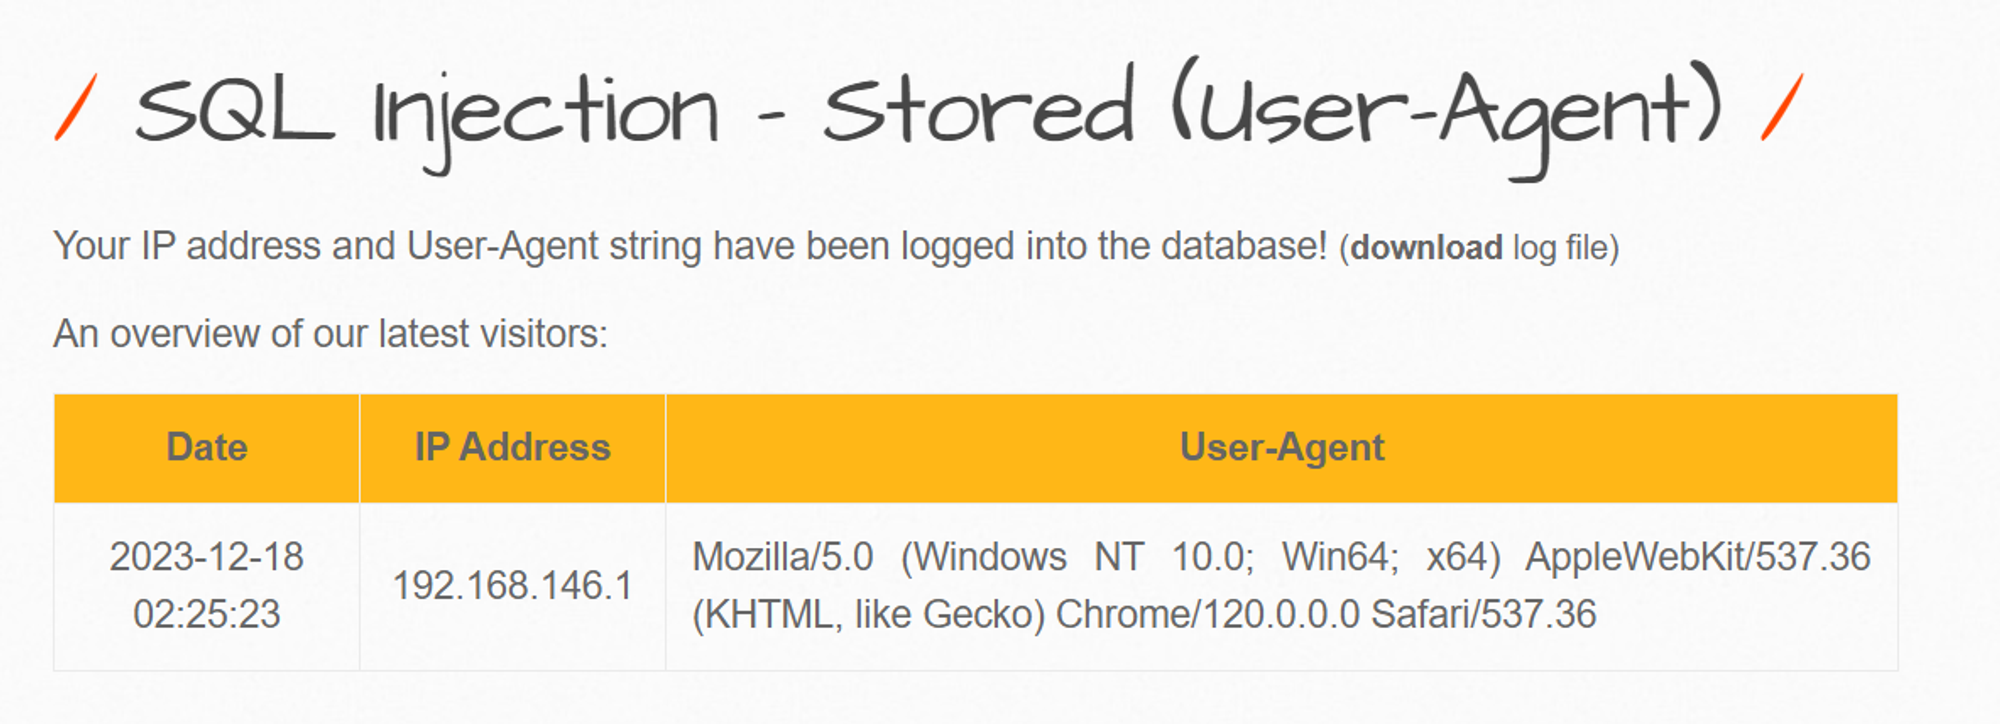 / SQL Injection - Stored (User-Agent) /
Your IP address and User-Agent string have been logged into the database! (download log file)
An overview of our latest visitors:
Date IP Address User-Agent
2023-12-18
02:25:23
192.168.146.1
Mozilla/5.0 (Windows NT 10.0; Win64; x64) AppleWebKit/537.36
(KHTML, like Gecko) Chrome/120.0.0.0 Safari/537.36